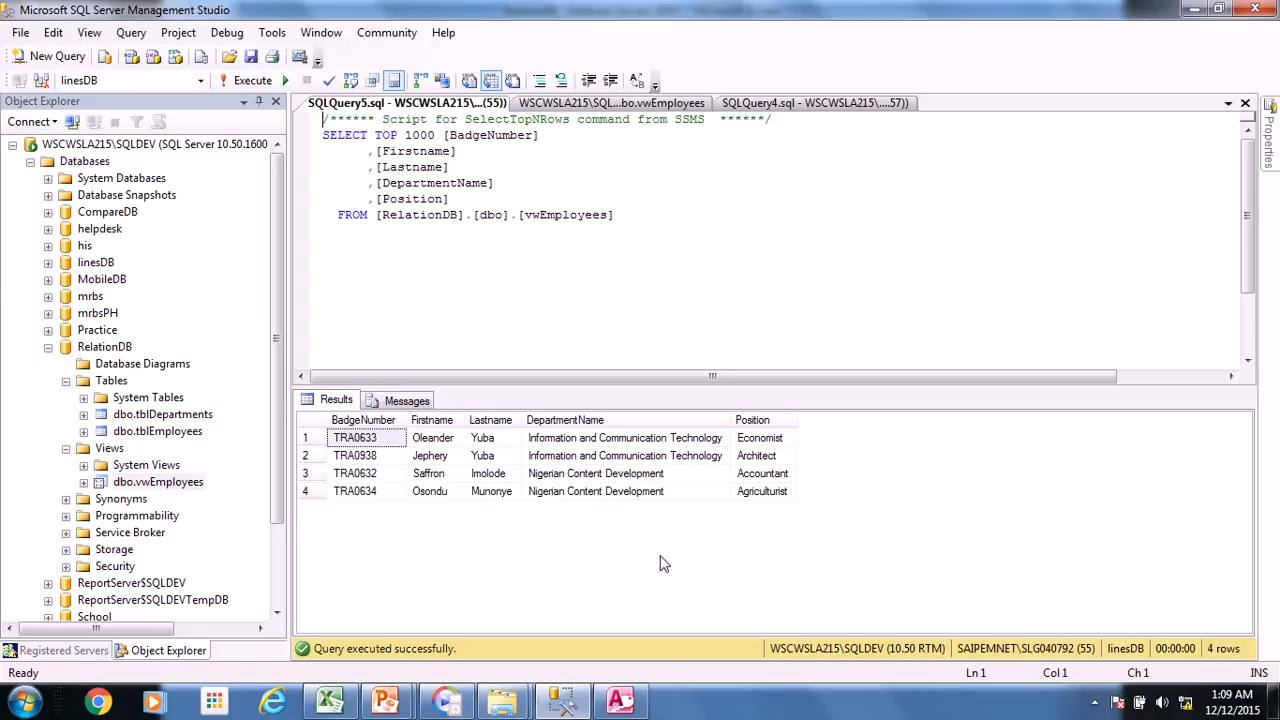 Microsoft SQL Server Management Studio
File Edit View Query Project Debug Tools Window Community Help
New Query
linesDB Execute
Object Explorer
SQLQuery5.sql - WSCWSLA215\...(55)) WSCWSLA215\SQL...bo.vwEmployees SQLQuery4.sql - WSCWSLA215\....57))
Connect
WSCWSLA215\SQLDEV (SQL Server 10.50.1600
Databases
System Databases
Database Snapshots
CompareDB
helpdesk
his
linesDB
MobileDB
mrbs
mrbsPH
Practice
RelationDB
Database Diagrams
Tables
System Tables
dbo.tblDepartments
dbo.tblEmployees
Views
System Views
dbo.vwEmployees
Synonyms
Programmability
Service Broker
Storage
Security
ReportServer$SQLDEV
ReportServer$SQLDEVTempDB
School
Registered Servers Object Explorer
/****** Script for SelectTopNRows command from SSMS ******/
SELECT TOP 1000 [BadgeNumber]
,[Firstname]
,[Lastname]
,[DepartmentName]
,[Position]
FROM [RelationDB].[dbo].[vwEmployees]
Properties
Results Messages
BadgeNumber Firstname Lastname DepartmentName Position
1 TRA0633 Oleander Yuba Information and Communication Technology Economist
2 TRA0938 Jephery Yuba Information and Communication Technology Architect
3 TRA0632 Saffron Imolode Nigerian Content Development Accountant
4 TRA0634 Osondu Munonye Nigerian Content Development Agriculturist
Query executed successfully. WSCWSLA215\SQLDEV (10.50 RTM) SAIPEMNET\SLG040792 (55) linesDB 00:00:00 4 rows
Ready Ln 1 Col 1 Ch 1 INS
1:09 AM
12/12/2015